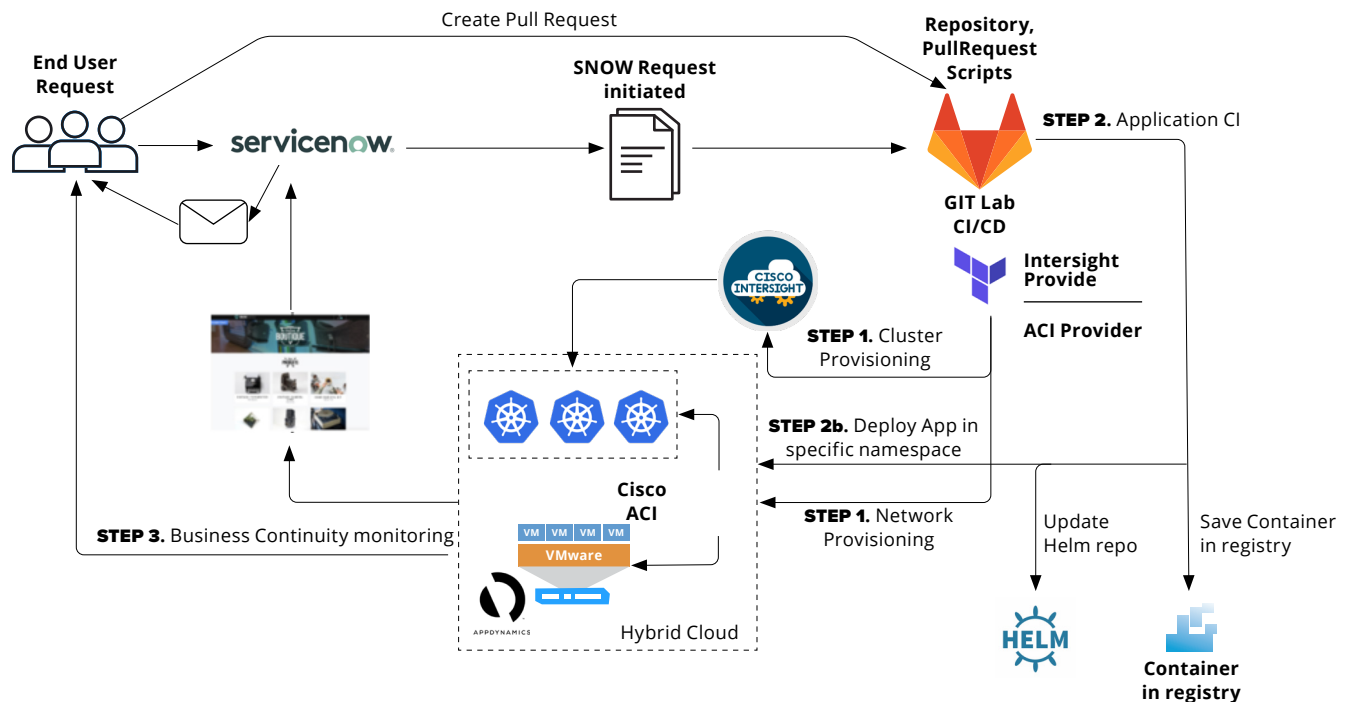 Create Pull Request
Repository,
PullRequest
Scripts
End User
Request
SNOW Request
initiated
STEP 2. Application CI
servicenow
GIT Lab
CI/CD
CISCO
INTERSIGHT
Intersight
Provide
ACI Provider
STEP 1. Cluster
Provisioning
BOUTIQUE
STEP 2b. Deploy App in
specific namespace
Cisco
ACI
STEP 1. Network
Provisioning
STEP 3. Business Continuity monitoring
VM VM VM VM
VMware
Update
Helm repo
Save Container
in registry
APPDYNAMICS
Hybrid Cloud
HELM
Container
in registry